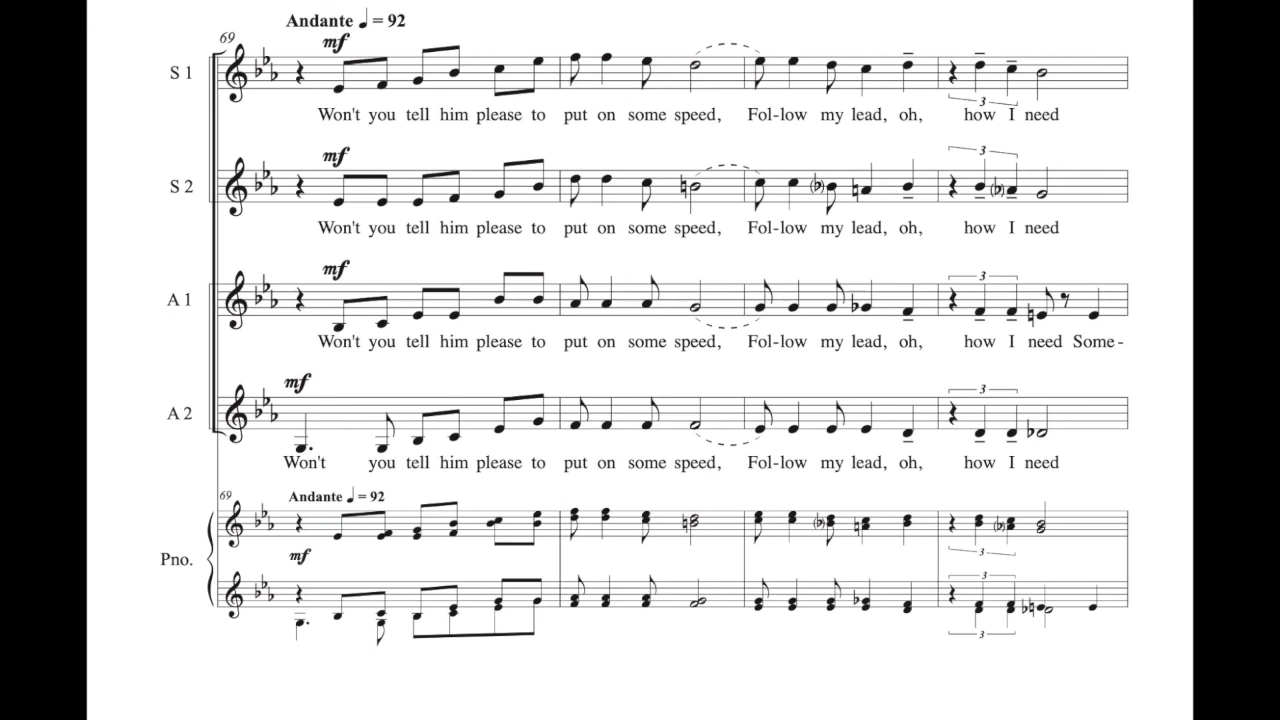 Andante ♩ = 92
69
mf
S 1
Won't you tell him please to put on some speed, Fol-low my lead, oh, how I need
3
mf
S 2
Won't you tell him please to put on some speed, Fol-low my lead, oh, how I need
3
mf
A 1
Won't you tell him please to put on some speed, Fol-low my lead, oh, how I need Some-
3
mf
A 2
Won't you tell him please to put on some speed, Fol-low my lead, oh, how I need
3
69 Andante ♩ = 92
Pno.
mf
3
3
3